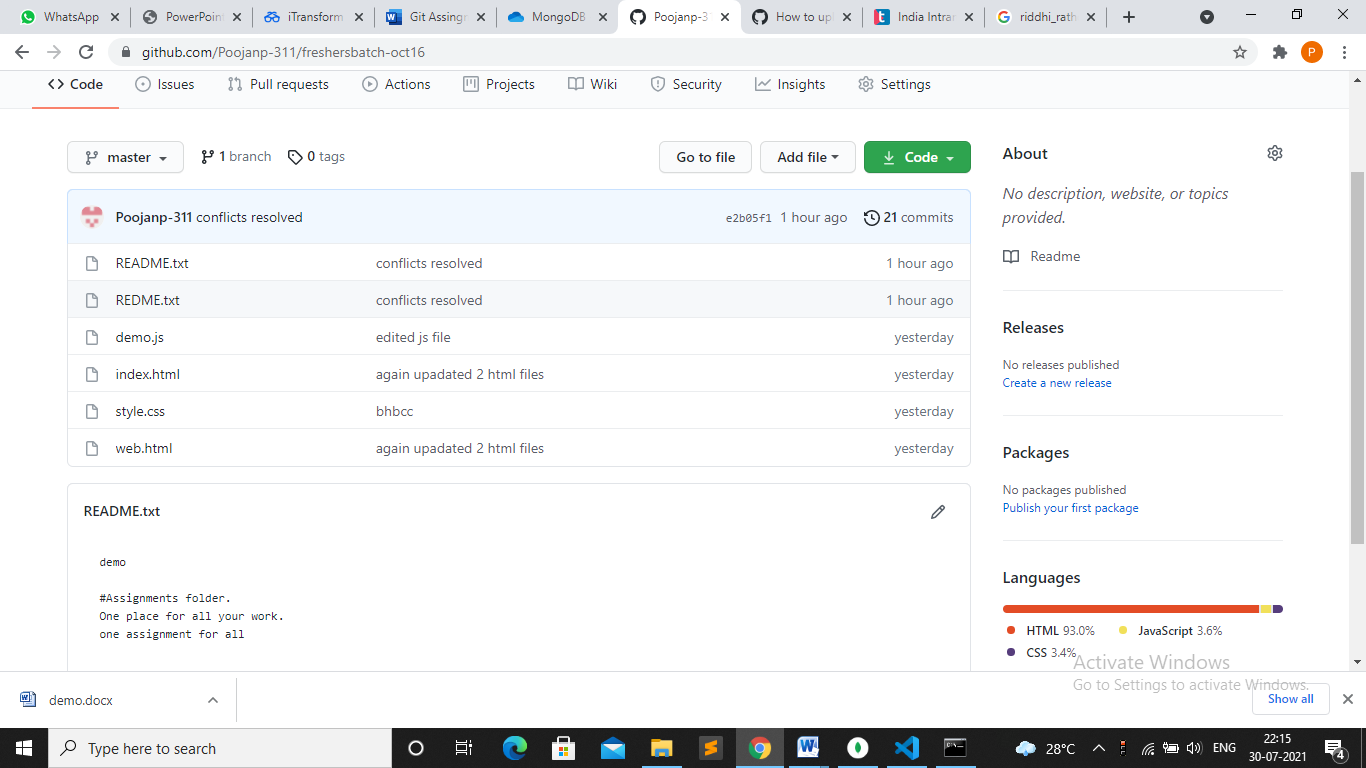 WhatsApp
PowerPoin
iTransform
Git Assign
MongoDB
Poojanp-3
How to up
India Intran
riddhi_rath
github.com/Poojanp-311/freshersbatch-oct16
P
Code Issues Pull requests Actions Projects Wiki Security Insights Settings
master 1 branch 0 tags Go to file Add file Code
Poojanp-311 conflicts resolved e2b05f1 1 hour ago 21 commits
README.txt conflicts resolved 1 hour ago
REDME.txt conflicts resolved 1 hour ago
demo.js edited js file yesterday
index.html again upadated 2 html files yesterday
style.css bhbcc yesterday
web.html again upadated 2 html files yesterday
README.txt
demo
#Assignments folder.
One place for all your work.
one assignment for all
About
No description, website, or topics
provided.
Readme
Releases
No releases published
Create a new release
Packages
No packages published
Publish your first package
Languages
HTML 93.0% JavaScript 3.6%
CSS 3.4%
Activate Windows
Go to Settings to activate Windows.
demo.docx
Show all
Type here to search
28°C
ENG
22:15
30-07-2021
4